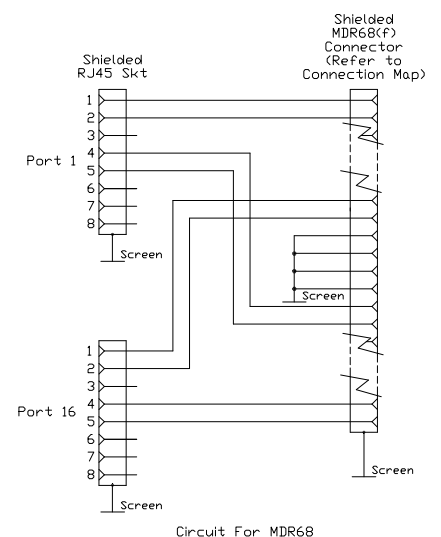 Shielded
MDR68(f)
Connector
(Refer to
Connection Map)
Shielded
RJ45 Skt
1
2
3
4
Port 1
5
6
7
8
Screen
Screen
1
2
3
4
Port 16
5
6
7
8
Screen
Screen
Circuit For MDR68